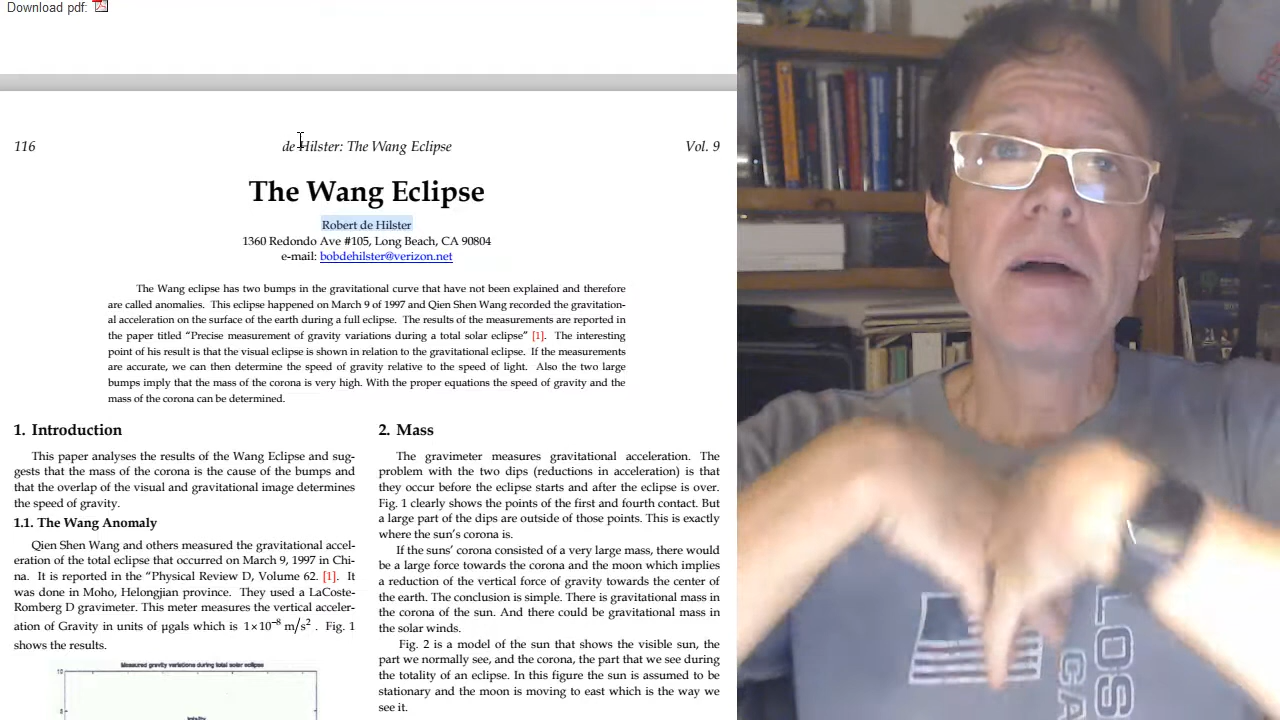 Download pdf:
116 de Hilster: The Wang Eclipse Vol. 9
The Wang Eclipse
Robert de Hilster
1360 Redondo Ave #105, Long Beach, CA 90804
e-mail: bobdehilster@verizon.net
The Wang eclipse has two bumps in the gravitational curve that have not been explained and therefore
are called anomalies. This eclipse happened on March 9 of 1997 and Qien Shen Wang recorded the gravitation-
al acceleration on the surface of the earth during a full eclipse. The results of the measurements are reported in
the paper titled “Precise measurement of gravity variations during a total solar eclipse” [1]. The interesting
point of his result is that the visual eclipse is shown in relation to the gravitational eclipse. If the measurements
are accurate, we can then determine the speed of gravity relative to the speed of light. Also the two large
bumps imply that the mass of the corona is very high. With the proper equations the speed of gravity and the
mass of the corona can be determined.
1. Introduction
This paper analyses the results of the Wang Eclipse and sug-
gests that the mass of the corona is the cause of the bumps and
that the overlap of the visual and gravitational image determines
the speed of gravity.
1.1. The Wang Anomaly
Qien Shen Wang and others measured the gravitational accel-
eration of the total eclipse that occurred on March 9, 1997 in Chi-
na. It is reported in the “Physical Review D, Volume 62. [1]. It
was done in Moho, Helongjian province. They used a LaCoste-
Romberg D gravimeter. This meter measures the vertical acceler-
ation of Gravity in units of µgals which is 1×10⁻⁸ m/s² . Fig. 1
shows the results.
Measured gravity variations during total solar eclipse
10
2. Mass
The gravimeter measures gravitational acceleration. The
problem with the two dips (reductions in acceleration) is that
they occur before the eclipse starts and after the eclipse is over.
Fig. 1 clearly shows the points of the first and fourth contact. But
a large part of the dips are outside of those points. This is exactly
where the sun’s corona is.
If the suns’ corona consisted of a very large mass, there would
be a large force towards the corona and the moon which implies
a reduction of the vertical force of gravity towards the center of
the earth. The conclusion is simple. There is gravitational mass in
the corona of the sun. And there could be gravitational mass in
the solar winds.
Fig. 2 is a model of the sun that shows the visible sun, the
part we normally see, and the corona, the part that we see during
the totality of an eclipse. In this figure the sun is assumed to be
stationary and the moon is moving to east which is the way we
see it.
LOS
CA